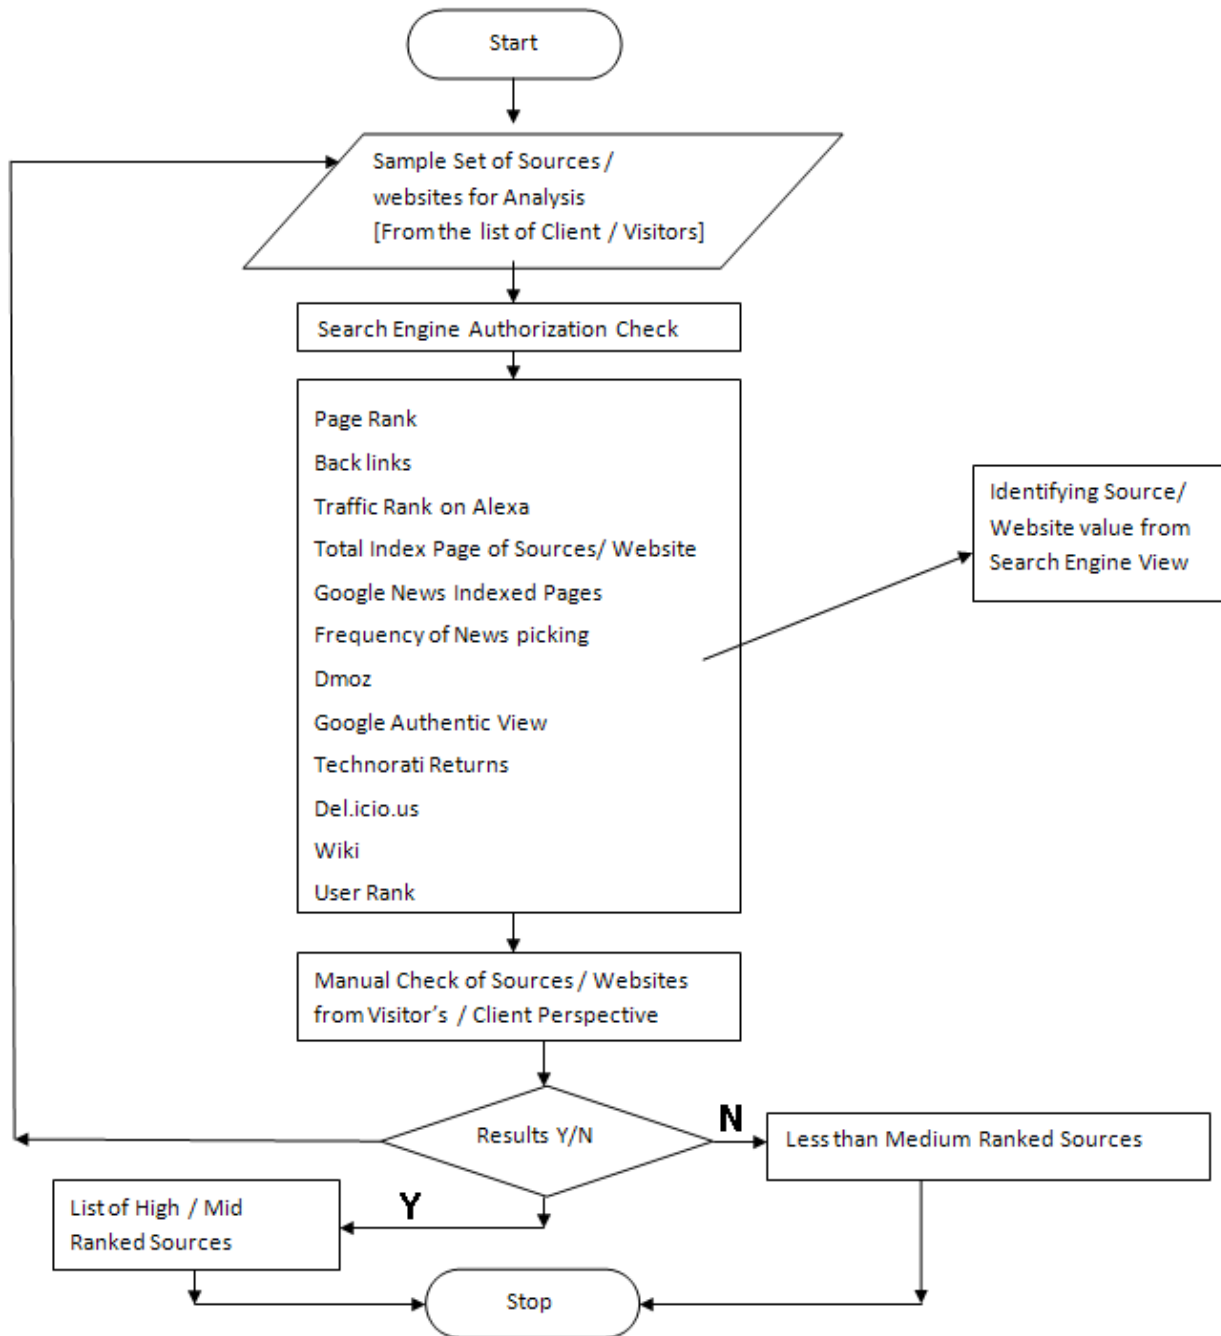 Start
Sample Set of Sources /
websites for Analysis
[From the list of Client / Visitors]
Search Engine Authorization Check
Page Rank
Back links
Traffic Rank on Alexa
Total Index Page of Sources/ Website
Google News Indexed Pages
Frequency of News picking
Dmoz
Google Authentic View
Technorati Returns
Del.icio.us
Wiki
User Rank
Identifying Source/
Website value from
Search Engine View
Manual Check of Sources / Websites
from Visitor's / Client Perspective
Results Y/N
N
Less than Medium Ranked Sources
Y
List of High / Mid
Ranked Sources
Stop